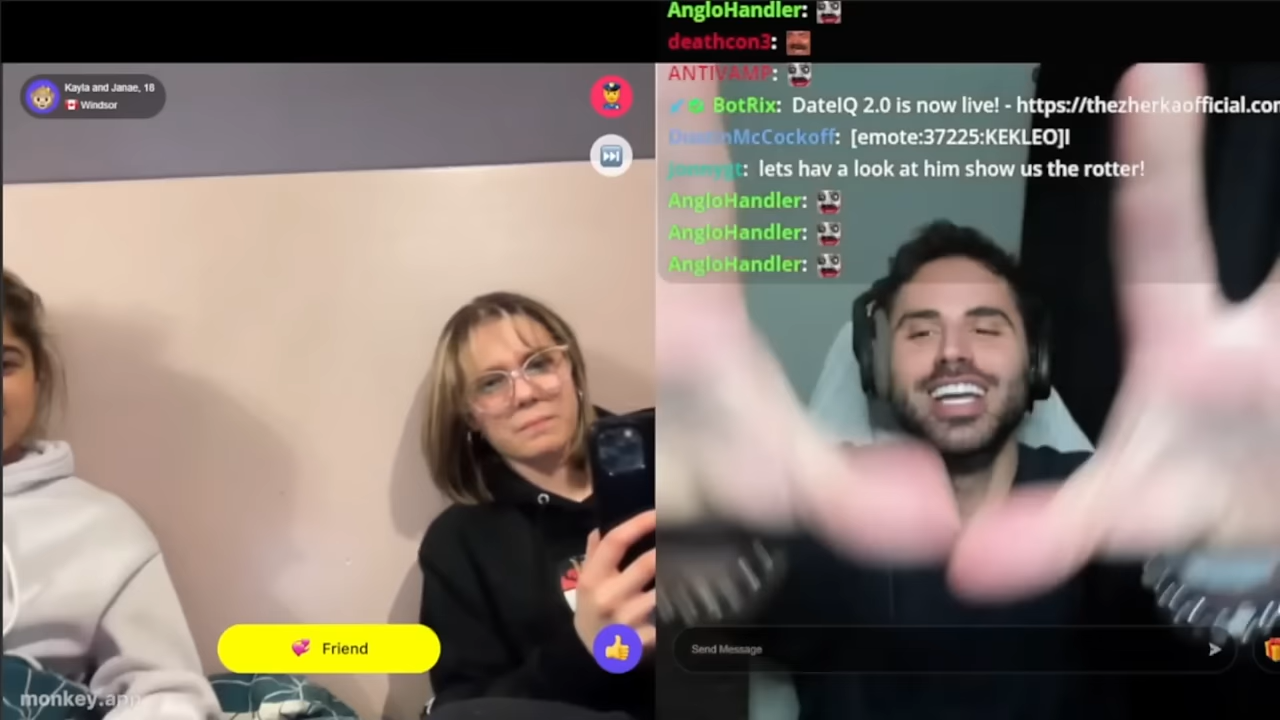 Kayla and Janae, 18
Windsor
Friend
monkey.app
AngloHandler:
deathcon3:
ANTIVAMP:
BotRix: DateIQ 2.0 is now live! - https://thezherkaofficial.com
McCockoff: [emote:37225:KEKLEO]I
lets hav a look at him show us the rotter!
AngloHandler:
AngloHandler:
AngloHandler:
Send Message